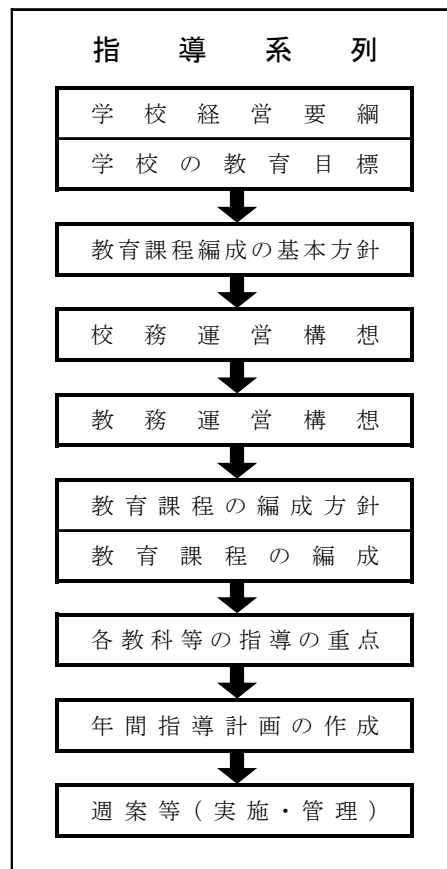 指導系列
学校経営要綱
学校の教育目標
教育課程編成の基本方針
校務運営構想
教務運営構想
教育課程の編成方針
教育課程の編成
各教科等の指導の重点
年間指導計画の作成
週案等(実施・管理)